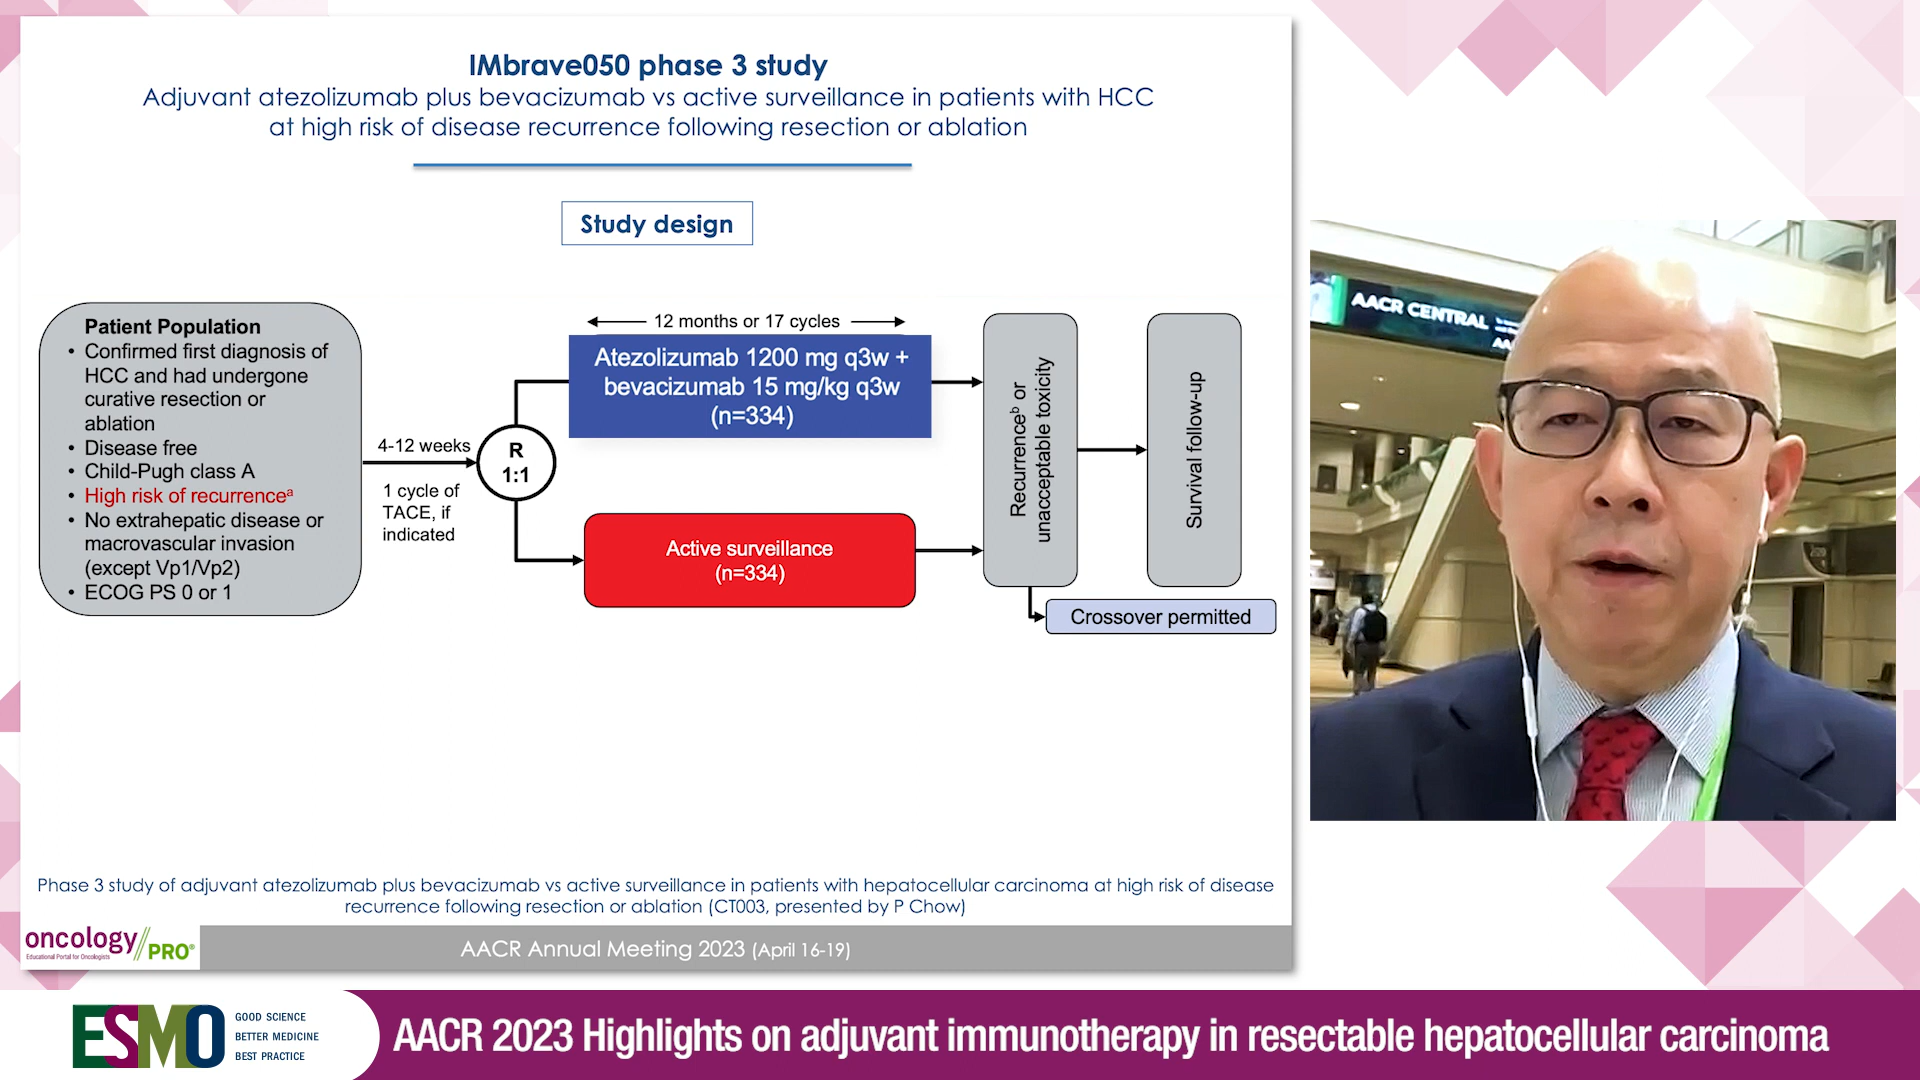 IMbrave050 phase 3 study
Adjuvant atezolizumab plus bevacizumab vs active surveillance in patients with HCC
at high risk of disease recurrence following resection or ablation
Study design
Patient Population
• Confirmed first diagnosis of
HCC and had undergone
curative resection or
ablation
• Disease free
• Child-Pugh class A
• High risk of recurrenceᵃ
• No extrahepatic disease or
macrovascular invasion
(except Vp1/Vp2)
• ECOG PS 0 or 1
4-12 weeks
1 cycle of
TACE, if
indicated
R
1:1
12 months or 17 cycles
Atezolizumab 1200 mg q3w +
bevacizumab 15 mg/kg q3w
(n=334)
Active surveillance
(n=334)
Recurrenceᵇ or
unacceptable toxicity
Survival follow-up
Crossover permitted
Phase 3 study of adjuvant atezolizumab plus bevacizumab vs active surveillance in patients with hepatocellular carcinoma at high risk of disease
recurrence following resection or ablation (CT003, presented by P Chow)
oncology//PRO®
Educational Portal for Oncologists
AACR Annual Meeting 2023 (April 16-19)
AACR CENTRAL
ESMO
GOOD SCIENCE
BETTER MEDICINE
BEST PRACTICE
AACR 2023 Highlights on adjuvant immunotherapy in resectable hepatocellular carcinoma